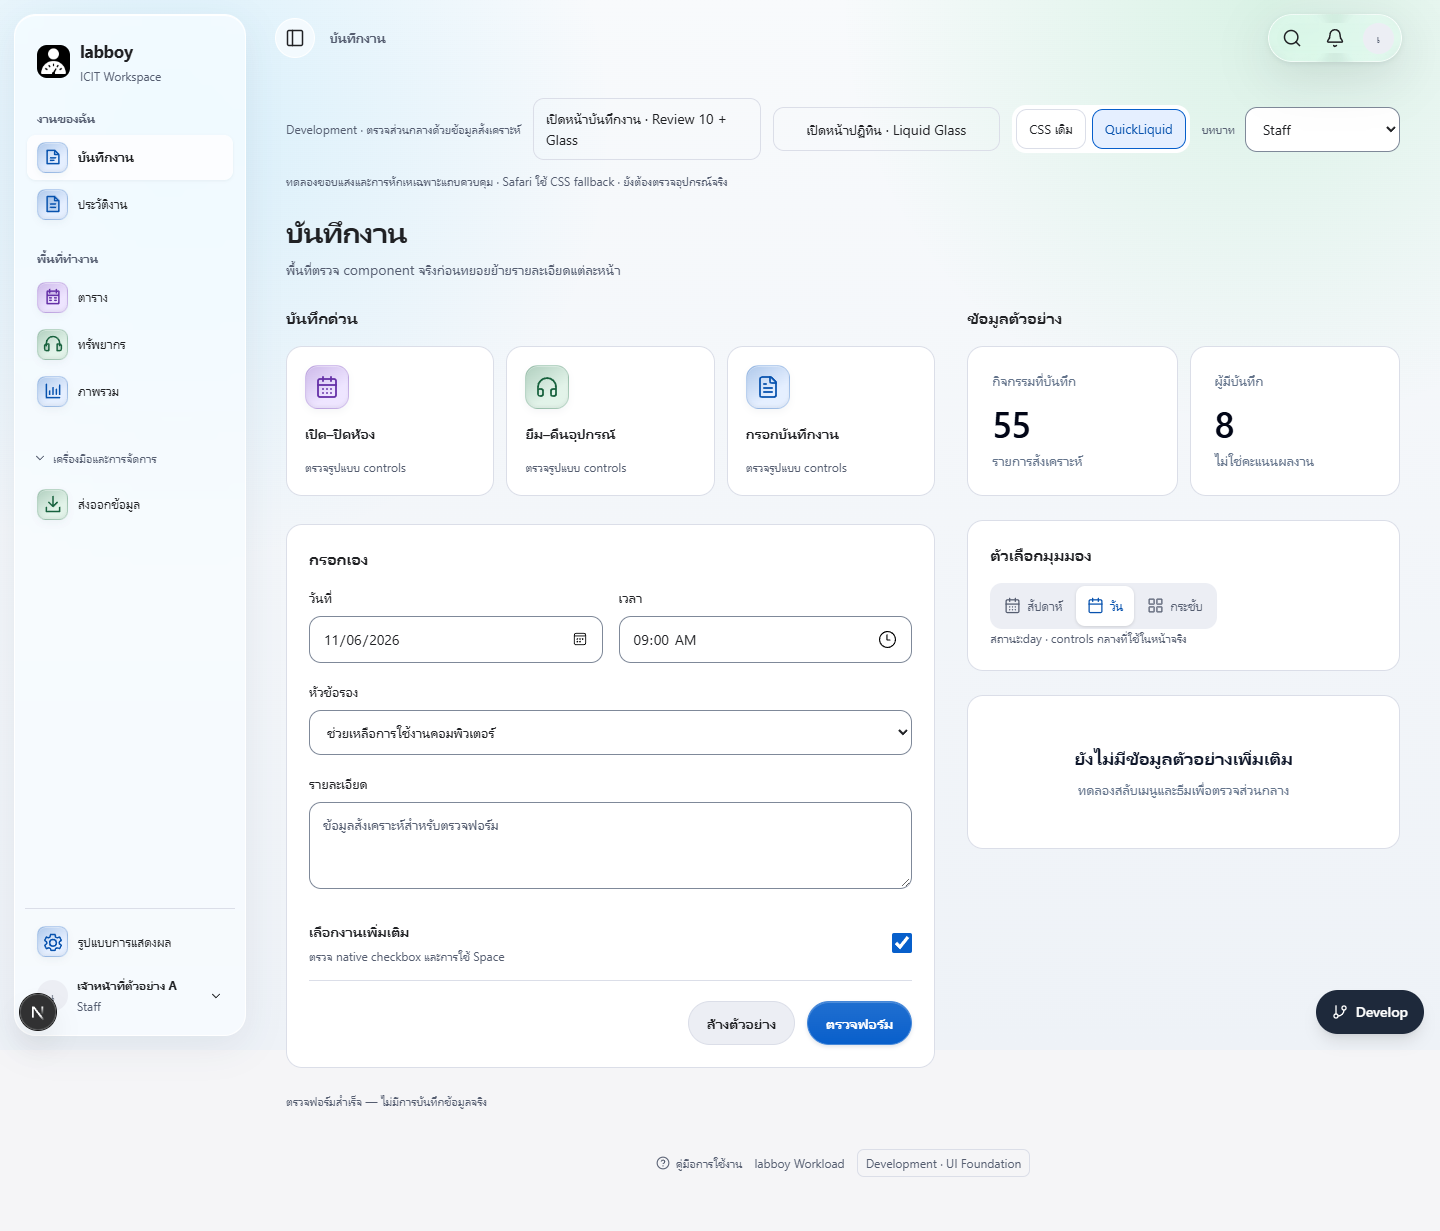 labboy
ICIT Workspace
งานของฉัน
บันทึกงาน
ประวัติงาน
พื้นที่ทำงาน
ตาราง
ทรัพยากร
ภาพรวม
เครื่องมือและการจัดการ
ส่งออกข้อมูล
รูปแบบการแสดงผล
เจ้าหน้าที่ตัวอย่าง A
Staff
N
บันทึกงาน
Development · ตรวจส่วนกลางด้วยข้อมูลสังเคราะห์
เปิดหน้าบันทึกงาน · Review 10 +
Glass
เปิดหน้าปฏิทิน · Liquid Glass
CSS เดิม
QuickLiquid
บทบาท
Staff
ทดลองขอบแสงและการหักเหเฉพาะแถบควบคุม · Safari ใช้ CSS fallback · ยังต้องตรวจอุปกรณ์จริง
บันทึกงาน
พื้นที่ตรวจ component จริงก่อนทยอยย้ายรายละเอียดแต่ละหน้า
บันทึกด่วน
เปิด–ปิดห้อง
ตรวจรูปแบบ controls
ยืม–คืนอุปกรณ์
ตรวจรูปแบบ controls
กรอกบันทึกงาน
ตรวจรูปแบบ controls
ข้อมูลตัวอย่าง
กิจกรรมที่บันทึก
55
รายการสังเคราะห์
ผู้มีบันทึก
8
ไม่ใช่คะแนนผลงาน
กรอกเอง
วันที่
11/06/2026
เวลา
09:00 AM
หัวข้อรอง
ช่วยเหลือการใช้งานคอมพิวเตอร์
รายละเอียด
ข้อมูลสังเคราะห์สำหรับตรวจฟอร์ม
เลือกงานเพิ่มเติม
ตรวจ native checkbox และการใช้ Space
ล้างตัวอย่าง
ตรวจฟอร์ม
ตัวเลือกมุมมอง
สัปดาห์
วัน
กระชับ
สถานะ:day · controls กลางที่ใช้ในหน้าจริง
ยังไม่มีข้อมูลตัวอย่างเพิ่มเติม
ทดลองสลับเมนูและธีมเพื่อตรวจส่วนกลาง
Develop
ตรวจฟอร์มสำเร็จ — ไม่มีการบันทึกข้อมูลจริง
คู่มือการใช้งาน
labboy Workload
Development · UI Foundation